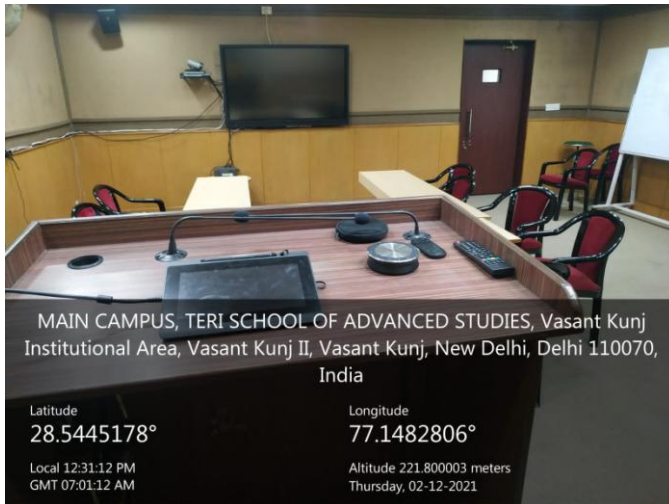 MAIN CAMPUS, TERI SCHOOL OF ADVANCED STUDIES, Vasant Kunj
Institutional Area, Vasant Kunj II, Vasant Kunj, New Delhi, Delhi 110070,
India
Latitude
28.5445178°
Longitude
77.1482806°
Local 12:31:12 PM
GMT 07:01:12 AM
Altitude 221.800003 meters
Thursday, 02-12-2021